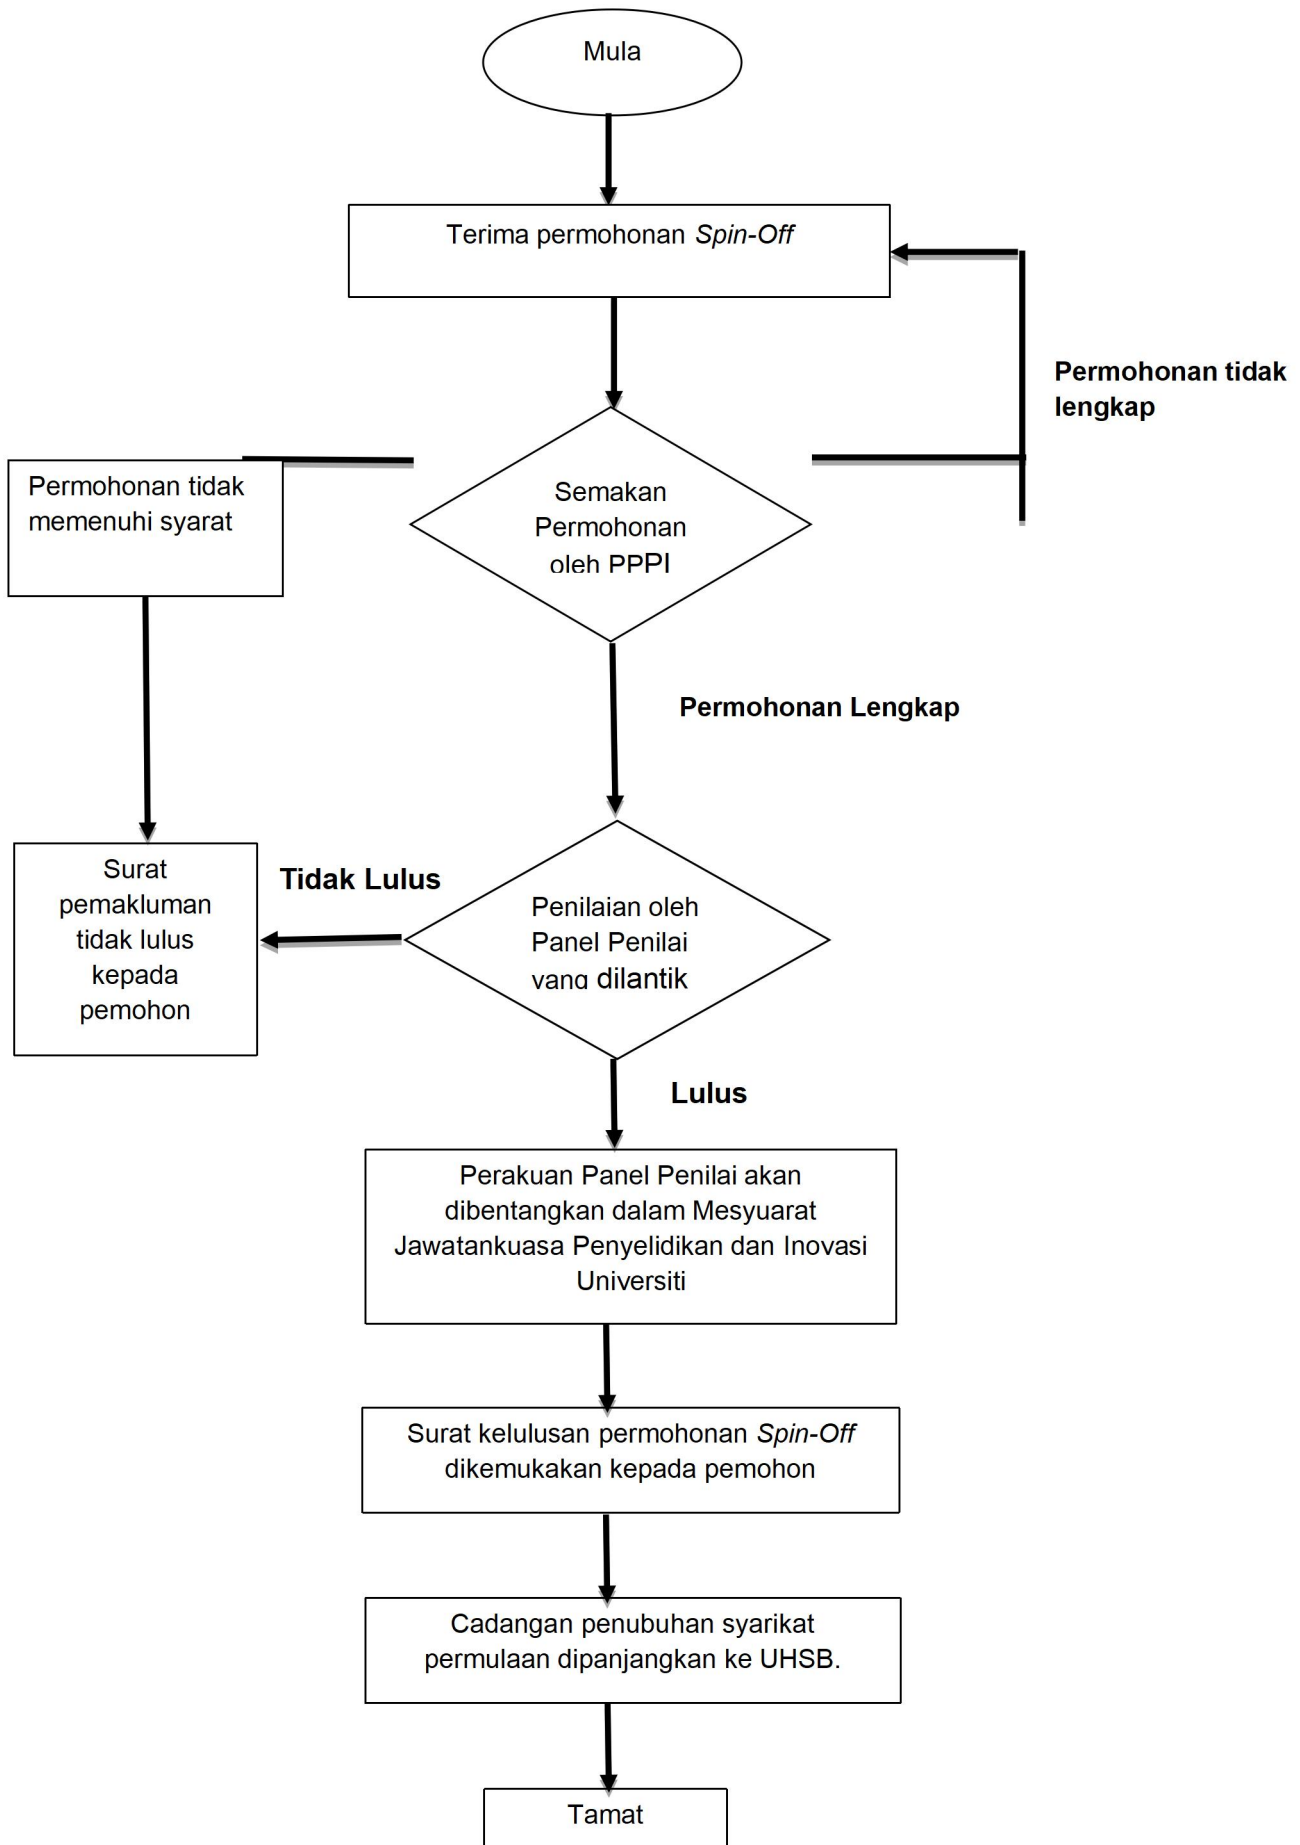 Mula
Terima permohonan Spin-Off
Permohonan tidak
lengkap
Permohonan tidak
memenuhi syarat
Semakan
Permohonan
oleh PPPI
Permohonan Lengkap
Surat
pemakluman
tidak lulus
kepada
pemohon
Tidak Lulus
Penilaian oleh
Panel Penilai
yang dilantik
Lulus
Perakuan Panel Penilai akan
dibentangkan dalam Mesyuarat
Jawatankuasa Penyelidikan dan Inovasi
Universiti
Surat kelulusan permohonan Spin-Off
dikemukakan kepada pemohon
Cadangan penubuhan syarikat
permulaan dipanjangkan ke UHSB.
Tamat